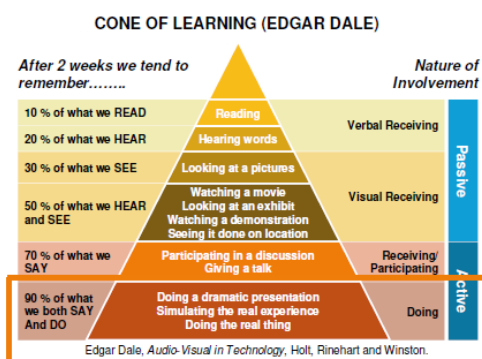 CONE OF LEARNING (EDGAR DALE)
After 2 weeks we tend to
remember……..
Nature of
Involvement
10 % of what we READ
Reading
Verbal Receiving
20 % of what we HEAR
Hearing words
30 % of what we SEE
Looking at a pictures
Visual Receiving
50 % of what we HEAR
and SEE
Watching a movie
Looking at an exhibit
Watching a demonstration
Seeing it done on location
Passive
70 % of what we
SAY
Participating in a discussion
Giving a talk
Receiving/
Participating
90 % of what
we both SAY
And DO
Doing a dramatic presentation
Simulating the real experience
Doing the real thing
Doing
Active
Edgar Dale, Audio-Visual in Technology, Holt, Rinehart and Winston.